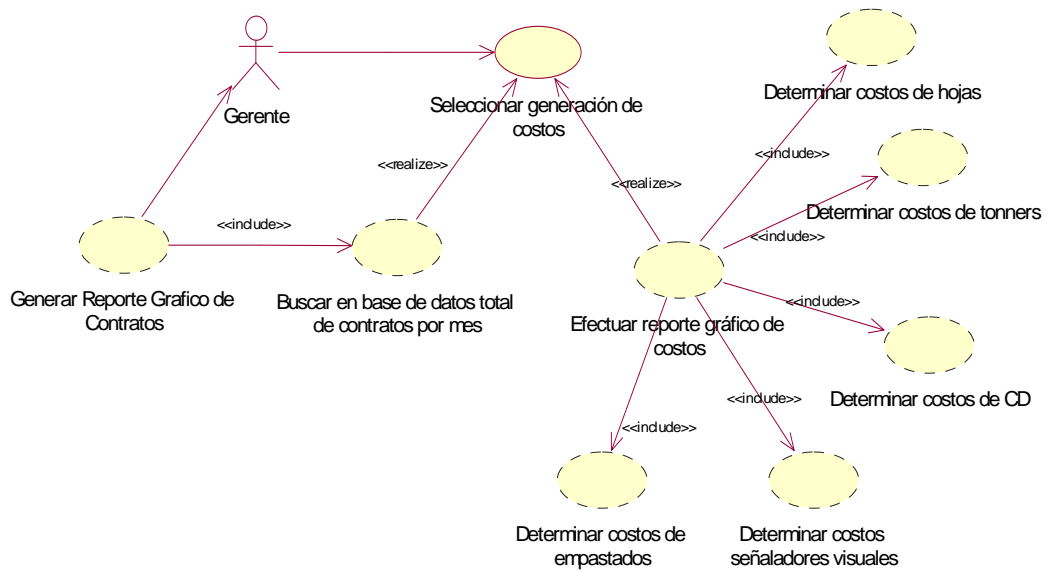 Determinar costos de hojas
Gerente
Seleccionar generación de
costos
<<realize>>
<<include>>
<<realize>>
Determinar costos de tonners
<<include>>
<<include>>
Generar Reporte Grafico de
Contratos
Buscar en base de datos total
de contratos por mes
<<include>>
Efectuar reporte gráfico de
costos
Determinar costos de CD
<<include>>
<<include>>
Determinar costos de
empastados
Determinar costos
señaladores visuales